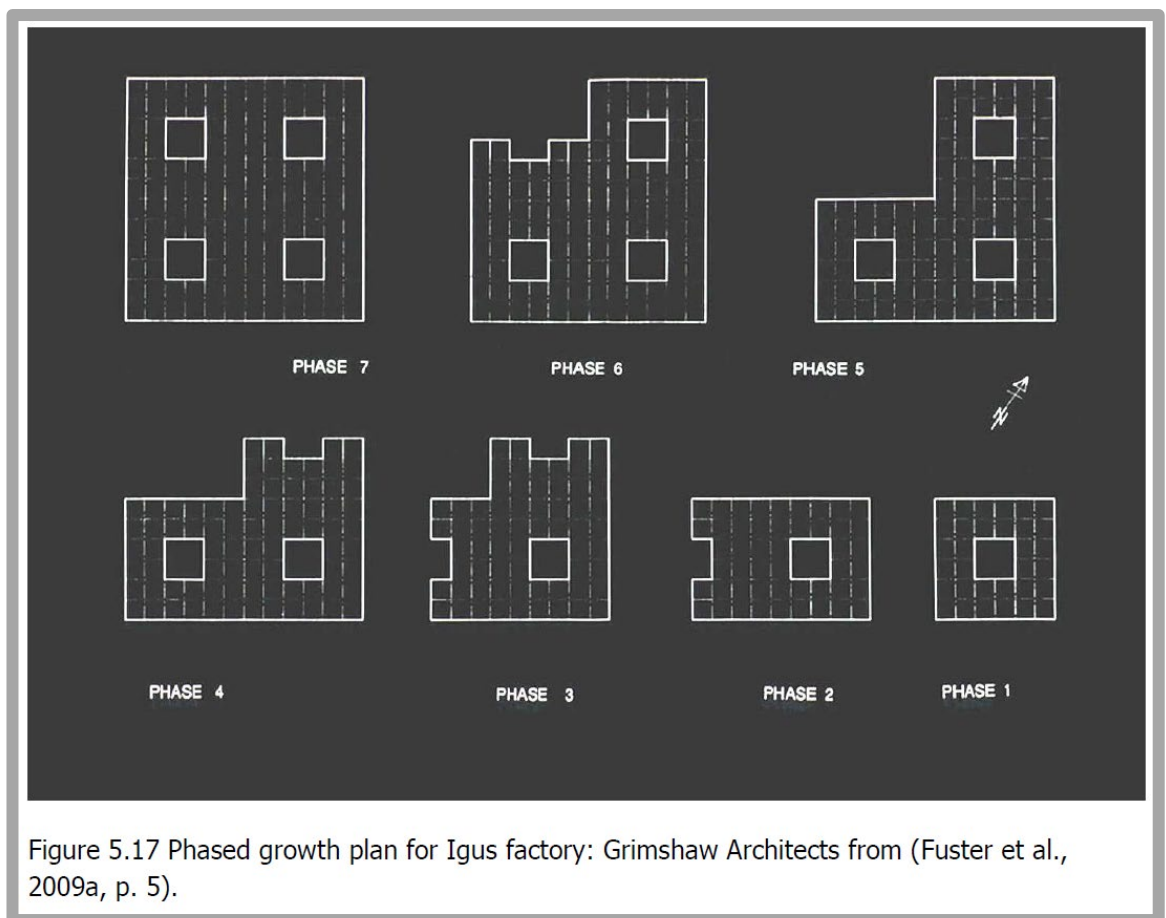 PHASE 7
PHASE 6
PHASE 5
N
PHASE 4
PHASE 3
PHASE 2
PHASE 1
Figure 5.17 Phased growth plan for Igus factory: Grimshaw Architects from (Fuster et al.,
2009a, p. 5).